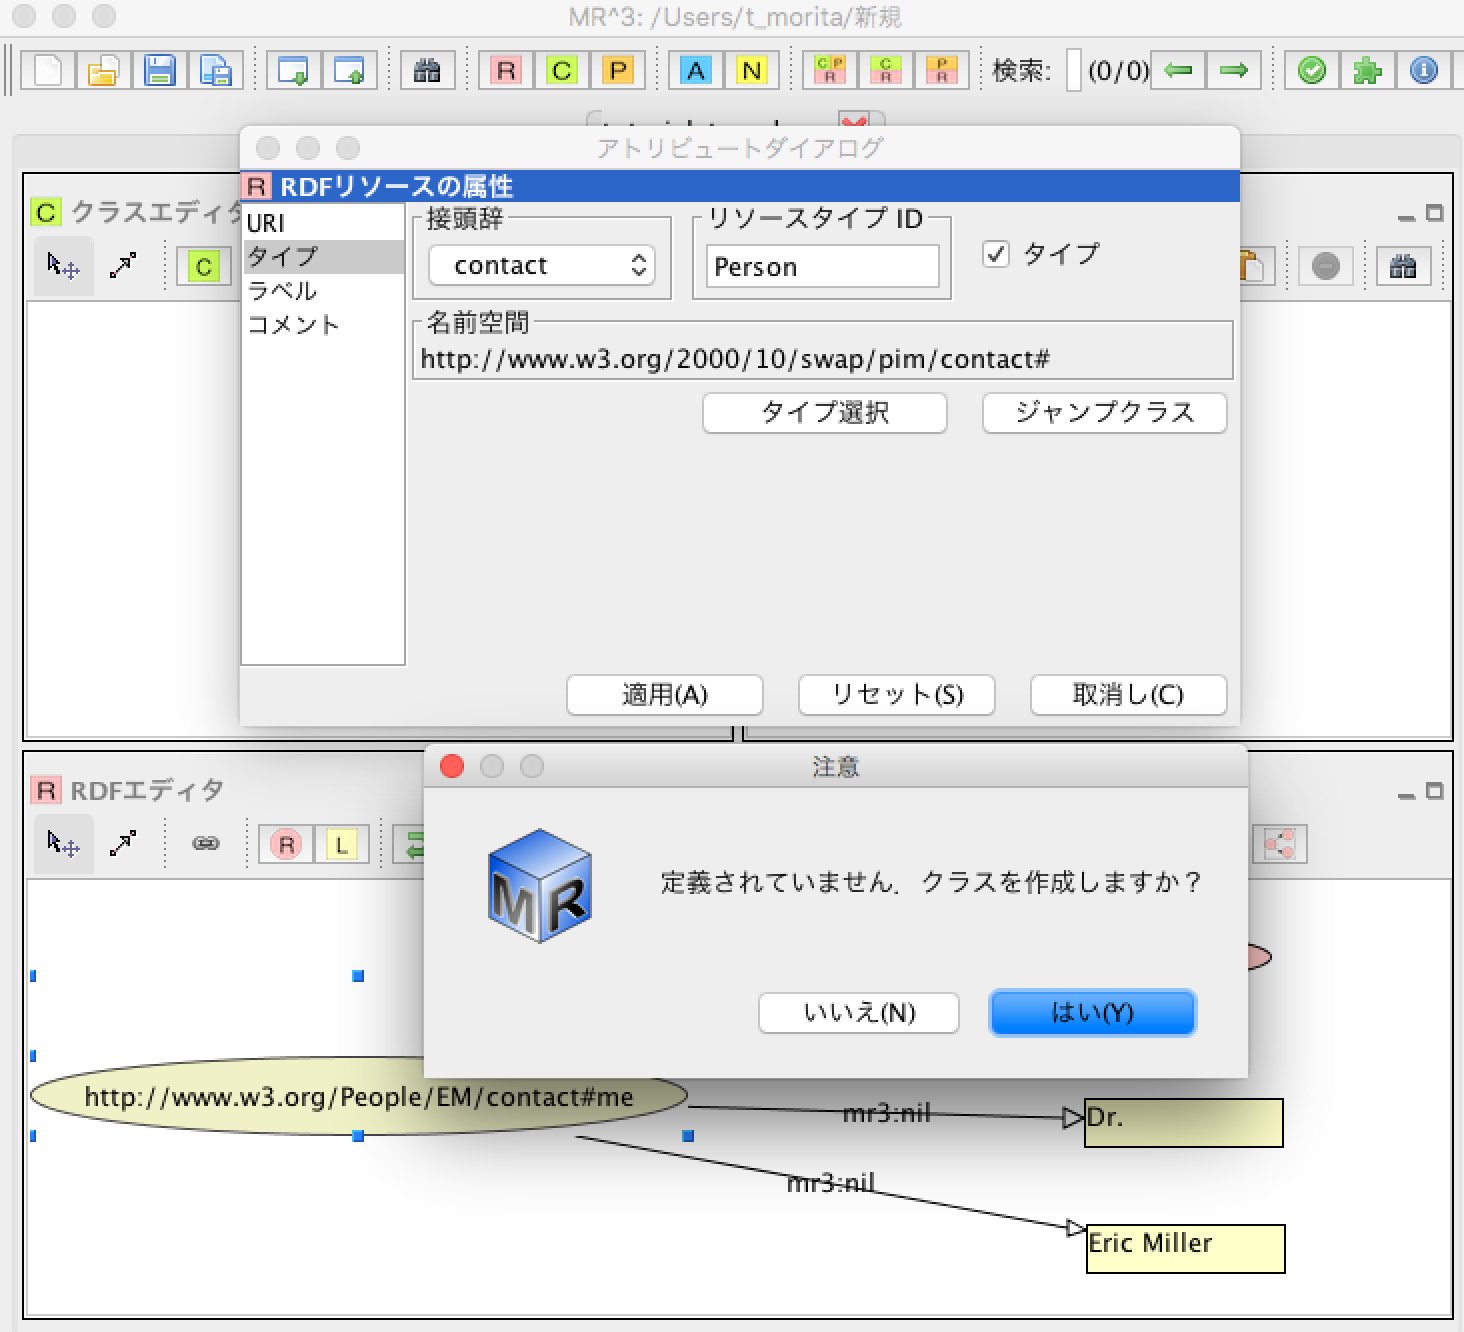 MR^3: /Users/t_morita/新規
R C P A N C P R C R P R 検索: (0/0)
アトリビュートダイアログ
R RDFリソースの属性
C クラスエディタ
C
URI
タイプ
ラベル
コメント
接頭辞
contact
リソースタイプ ID
Person
タイプ
名前空間
http://www.w3.org/2000/10/swap/pim/contact#
タイプ選択 ジャンプクラス
適用(A) リセット(S) 取消し(C)
R RDFエディタ
R L
注意
MR
定義されていません．クラスを作成しますか？
いいえ(N) はい(Y)
http://www.w3.org/People/EM/contact#me
mr3:nil
Dr.
mr3:nil
Eric Miller